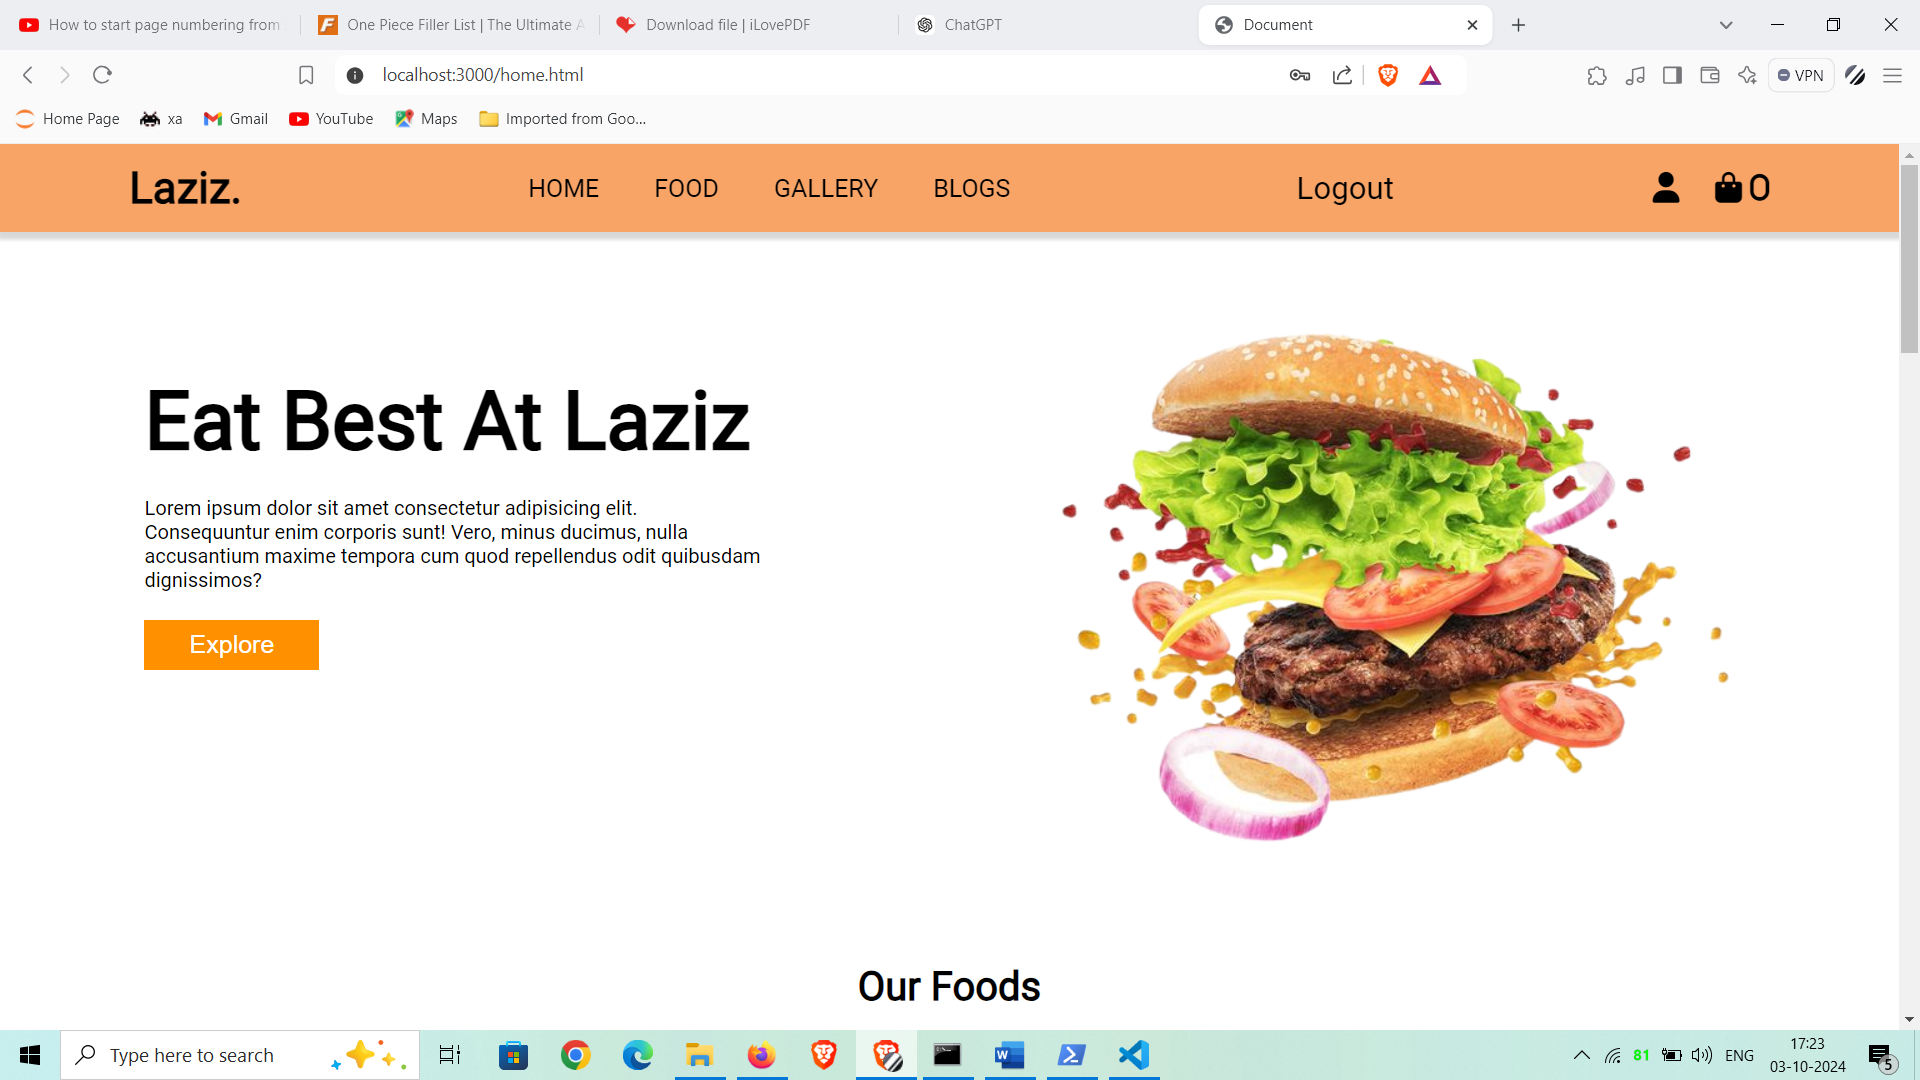 How to start page numbering from
One Piece Filler List | The Ultimate A
Download file | iLovePDF
ChatGPT
Document
localhost:3000/home.html
VPN
Home Page
xa
Gmail
YouTube
Maps
Imported from Goo...
Laziz.
HOME
FOOD
GALLERY
BLOGS
Logout
0
Eat Best At Laziz
Lorem ipsum dolor sit amet consectetur adipisicing elit.
Consequuntur enim corporis sunt! Vero, minus ducimus, nulla
accusantium maxime tempora cum quod repellendus odit quibusdam
dignissimos?
Explore
Our Foods
Type here to search
81
ENG
17:23
03-10-2024
5